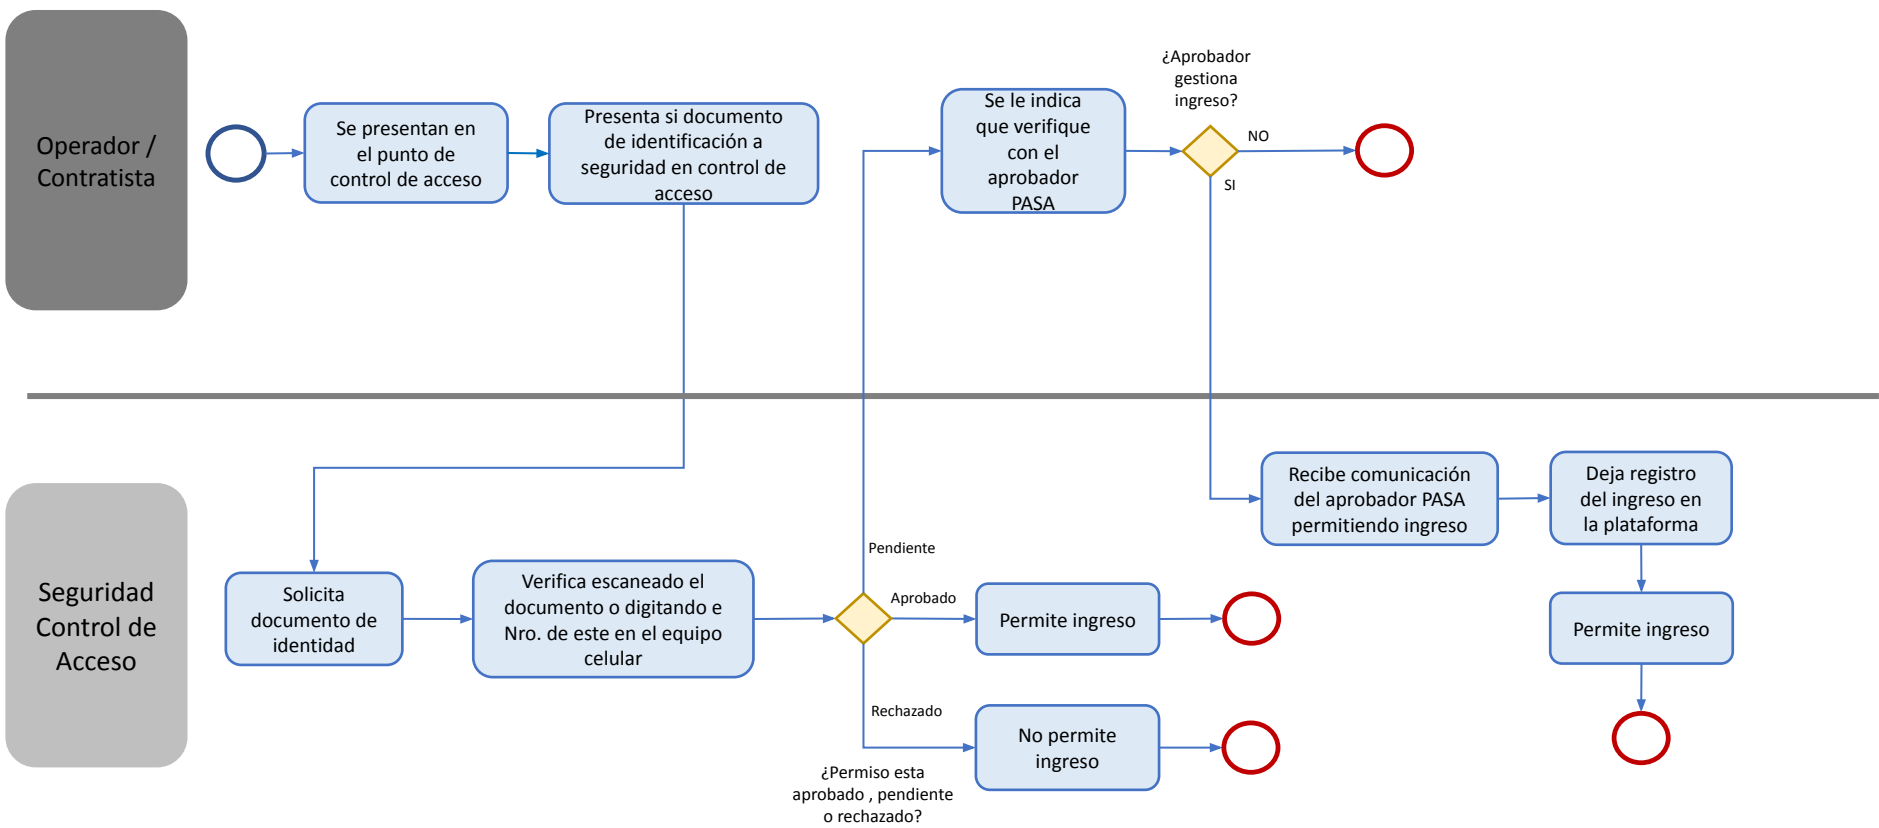 Operador /
Contratista
Se presentan en
el punto de
control de acceso
Presenta si documento
de identificación a
seguridad en control de
acceso
Se le indica
que verifique
con el
aprobador
PASA
¿Aprobador
gestiona
ingreso?
NO
SI
Seguridad
Control de
Acceso
Solicita
documento de
identidad
Verifica escaneado el
documento o digitando e
Nro. de este en el equipo
celular
Pendiente
Aprobado
Rechazado
¿Permiso esta
aprobado , pendiente
o rechazado?
Permite ingreso
No permite
ingreso
Recibe comunicación
del aprobador PASA
permitiendo ingreso
Deja registro
del ingreso en
la plataforma
Permite ingreso